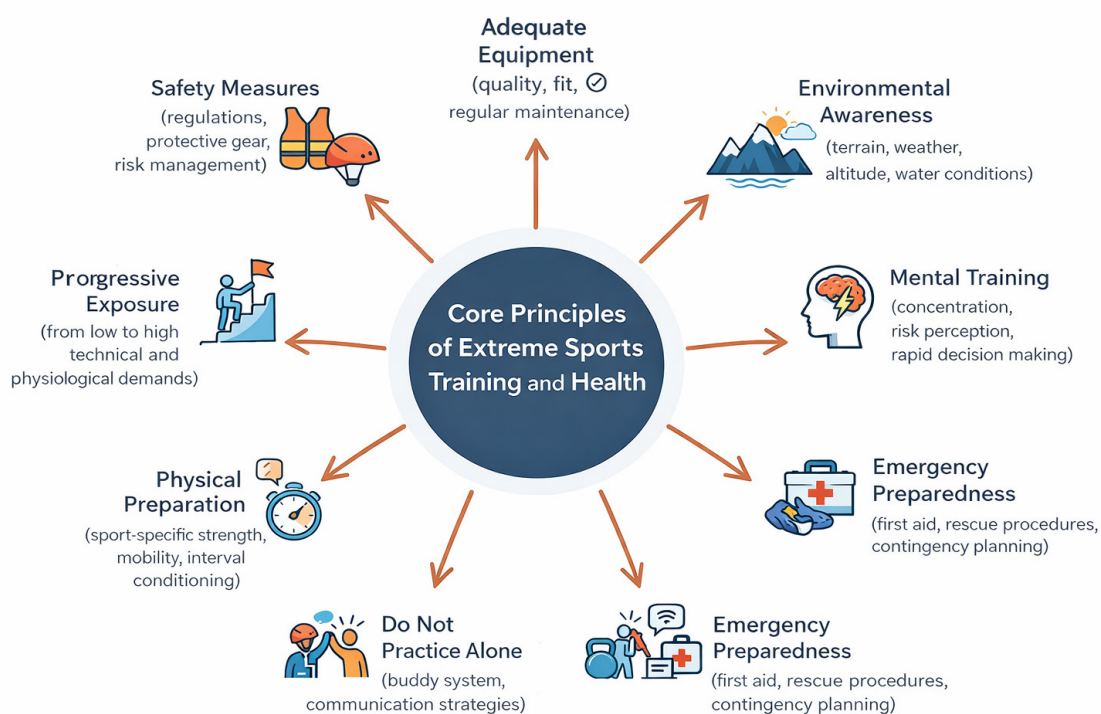 Adequate
Equipment
(quality, fit,
regular maintenance)
Safety Measures
(regulations,
protective gear,
risk management)
Environmental
Awareness
(terrain, weather,
altitude, water conditions)
Prorgressive
Exposure
(from low to high
technical and
physiological demands)
Core Principles
of Extreme Sports
Training and Health
Mental Training
(concentration,
risk perception,
rapid decision making)
Physical
Preparation
(sport-specific strength,
mobility, interval
conditioning)
Emergency
Preparedness
(first aid, rescue procedures,
contingency planning)
Do Not
Practice Alone
(buddy system,
communication strategies)
Emergency
Preparedness
(first aid, rescue procedures,
contingency planning)